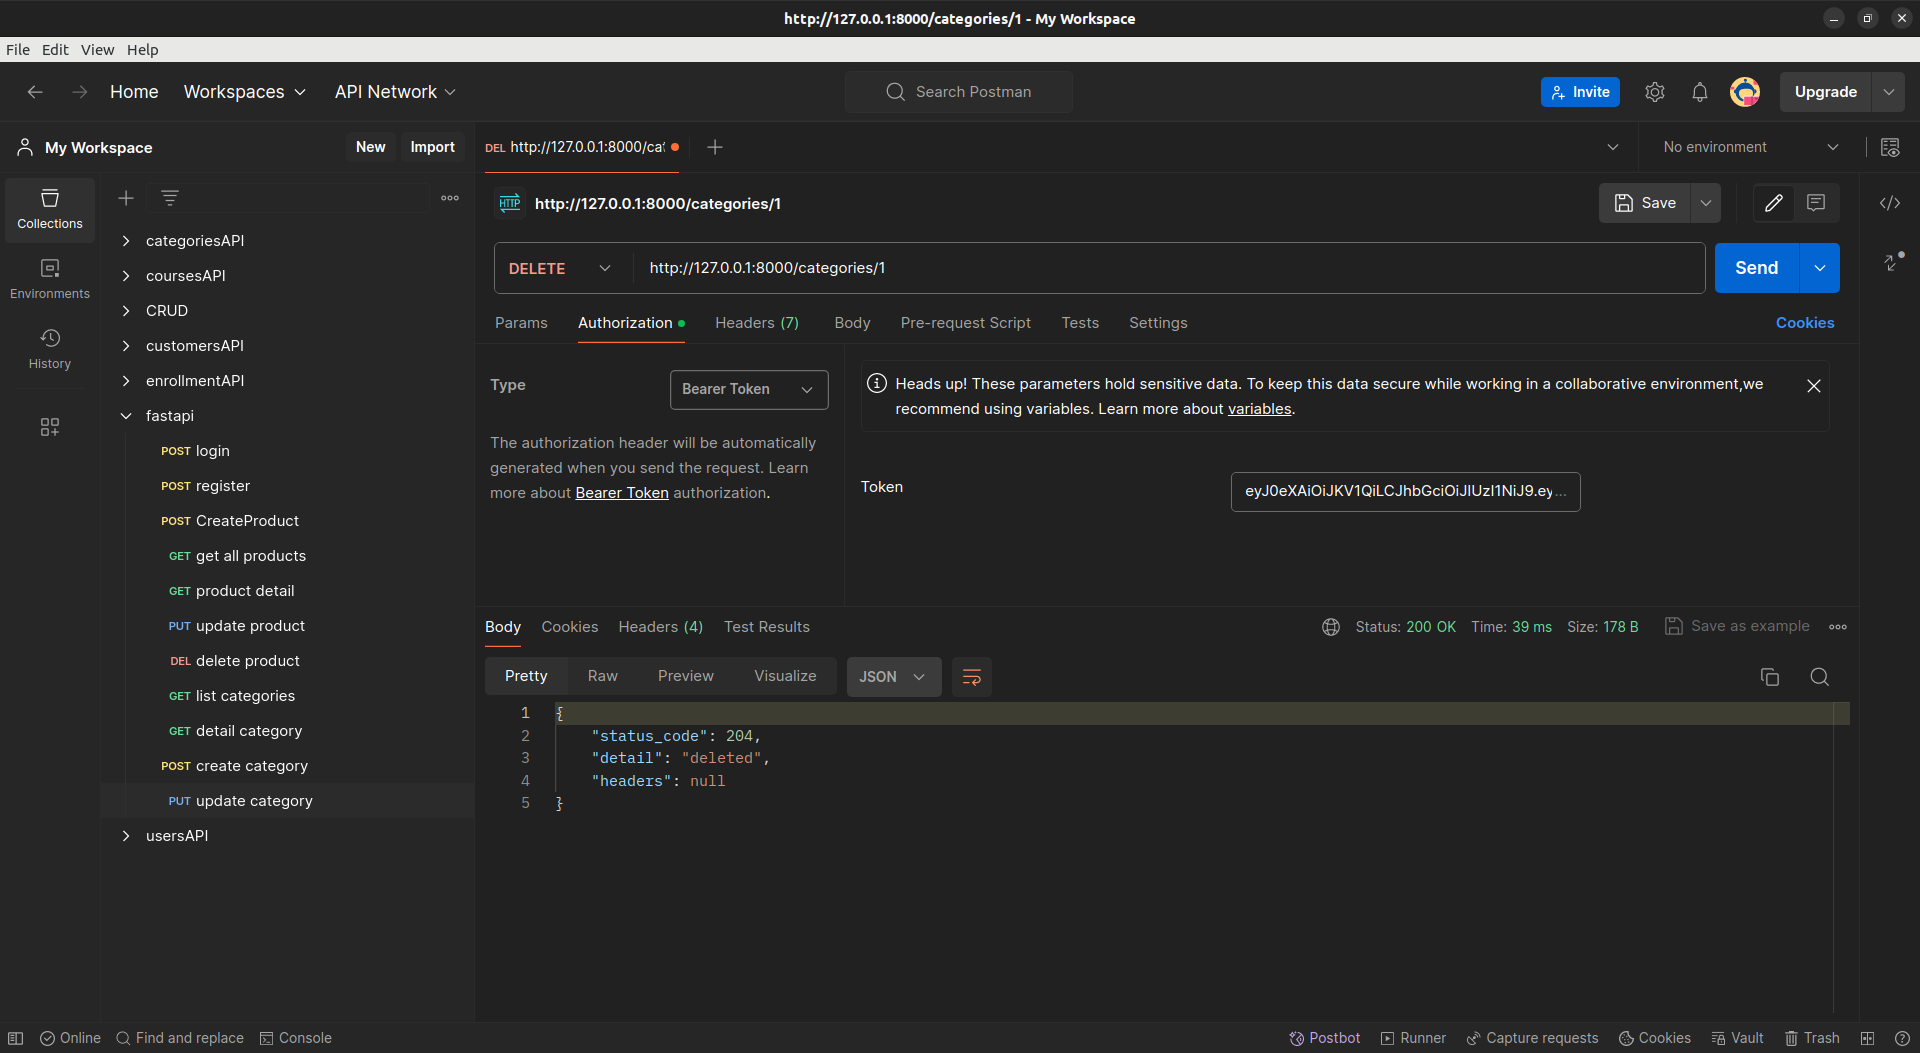 http://127.0.0.1:8000/categories/1 - My Workspace
File Edit View Help
Home Workspaces API Network Search Postman Invite Upgrade
My Workspace New Import DEL http://127.0.0.1:8000/cat No environment
Collections
Environments
History
categoriesAPI
coursesAPI
CRUD
customersAPI
enrollmentAPI
fastapi
POST login
POST register
POST CreateProduct
GET get all products
GET product detail
PUT update product
DEL delete product
GET list categories
GET detail category
POST create category
PUT update category
usersAPI
HTTP http://127.0.0.1:8000/categories/1 Save
DELETE http://127.0.0.1:8000/categories/1 Send
Params Authorization Headers (7) Body Pre-request Script Tests Settings Cookies
Type Bearer Token
The authorization header will be automatically
generated when you send the request. Learn
more about Bearer Token authorization.
Heads up! These parameters hold sensitive data. To keep this data secure while working in a collaborative environment,we
recommend using variables. Learn more about variables.
Token eyJ0eXAiOiJKV1QiLCJhbGciOiJIUzI1NiJ9.ey...
Body Cookies Headers (4) Test Results Status: 200 OK Time: 39 ms Size: 178 B Save as example
Pretty Raw Preview Visualize JSON
1 {
2 "status_code": 204,
3 "detail": "deleted",
4 "headers": null
5 }
Online Find and replace Console Postbot Runner Capture requests Cookies Vault Trash